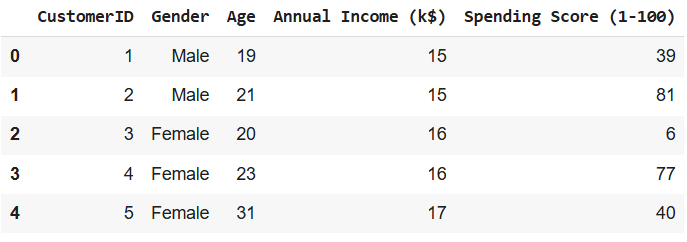 CustomerID Gender Age Annual Income (k$) Spending Score (1-100)
0 1 Male 19 15 39
1 2 Male 21 15 81
2 3 Female 20 16 6
3 4 Female 23 16 77
4 5 Female 31 17 40